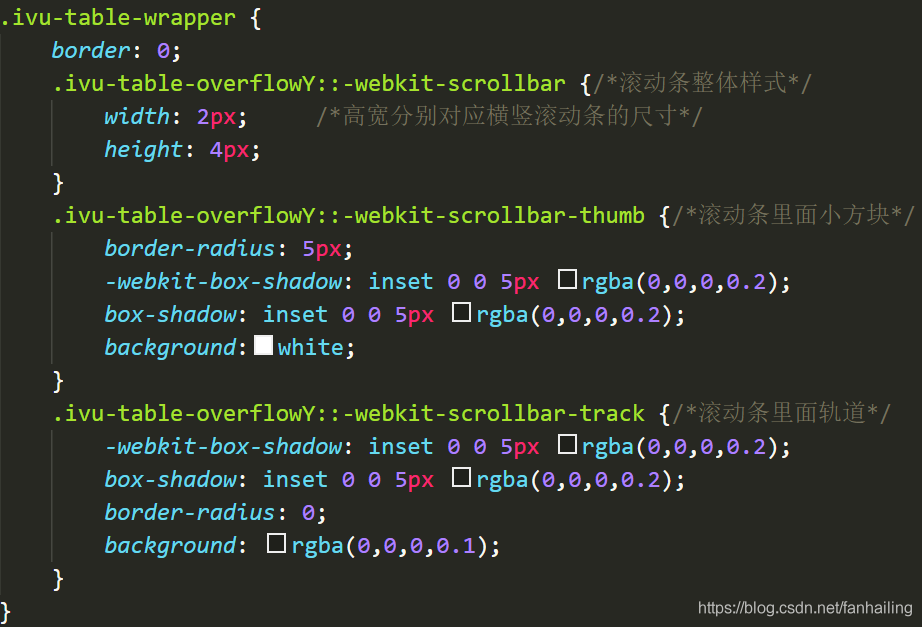 .ivu-table-wrapper {
border: 0;
.ivu-table-overflowY::-webkit-scrollbar {/*滚动条整体样式*/
width: 2px; /*高宽分别对应横竖滚动条的尺寸*/
height: 4px;
}
.ivu-table-overflowY::-webkit-scrollbar-thumb {/*滚动条里面小方块*/
border-radius: 5px;
-webkit-box-shadow: inset 0 0 5px rgba(0,0,0,0.2);
box-shadow: inset 0 0 5px rgba(0,0,0,0.2);
background: white;
}
.ivu-table-overflowY::-webkit-scrollbar-track {/*滚动条里面轨道*/
-webkit-box-shadow: inset 0 0 5px rgba(0,0,0,0.2);
box-shadow: inset 0 0 5px rgba(0,0,0,0.2);
border-radius: 0;
background: rgba(0,0,0,0.1);
}
}
https://blog.csdn.net/fanhailing